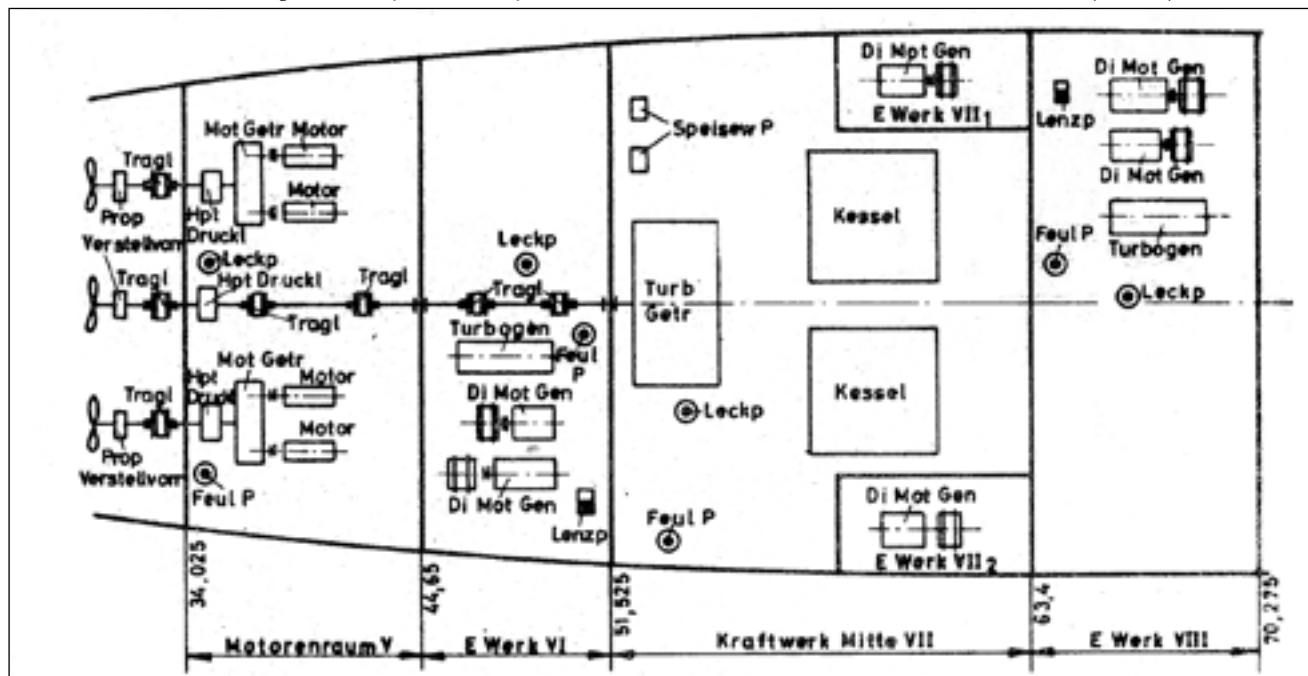 Di Mpt Gen
E Werk VII₁
Di Mot Gen
Lenzp
Di Mot Gen
Feul P
Turbogen
Leckp
Speisew P
Kessel
Kessel
Turb
Getr
Leckp
Feul P
Di Mot Gen
E Werk VII₂
Leckp
Tragl
Turbogen
Feul
P
Di Mot Gen
Di Mot Gen
Lenzp
Mot Getr
Motor
Motor
Tragl
Prop
Verstellvorr
Hpt
Druckl
Leckp
Hpt Druckl
Tragl
Tragl
Tragl
Mot Getr
Motor
Motor
Hpt
Druckl
Tragl
Prop
Verstellvorr
Feul P
34,025
44,65
51,525
63,4
70,275
Motorenraum V
E Werk VI
Kraftwerk Mitte VII
E Werk VIII